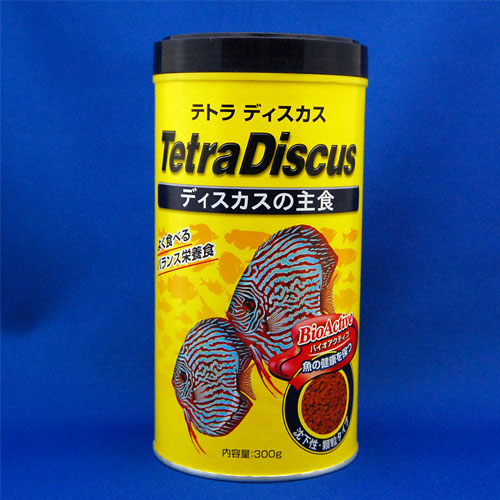 テトラ ディスカス
TetraDiscus
ディスカスの主食
よく食べる
バランス栄養食
BioActive
バイオアクティブ
魚の健康を保つ
沈下性・顆粒タイプ
内容量:300g